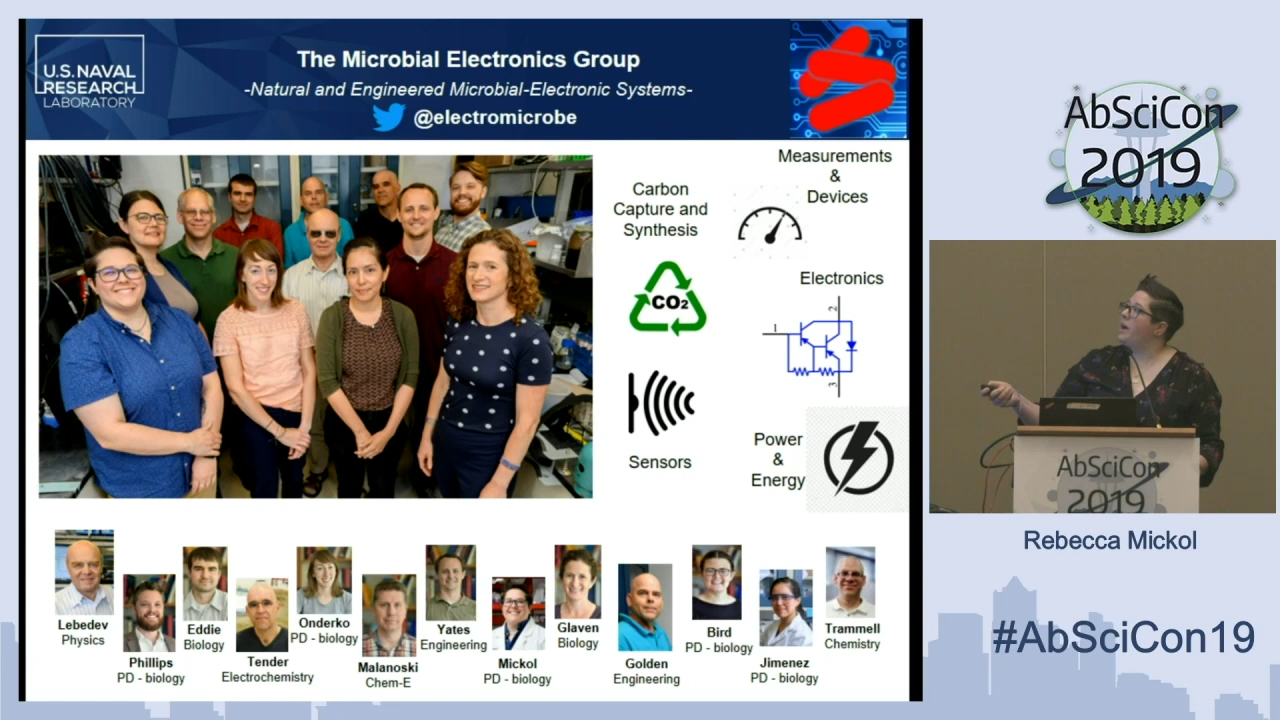 U.S. NAVAL
RESEARCH
LABORATORY
The Microbial Electronics Group
-Natural and Engineered Microbial-Electronic Systems-
@electromicrobe
Carbon
Capture and
Synthesis
CO2
Sensors
Measurements
&
Devices
Electronics
1
2
3
Power
&
Energy
Lebedev
Physics
Phillips
PD - biology
Eddie
Biology
Tender
Electrochemistry
Onderko
PD - biology
Malanoski
Chem-E
Yates
Engineering
Mickol
PD - biology
Glaven
Biology
Golden
Engineering
Bird
PD - biology
Jimenez
PD - biology
Trammell
Chemistry
AbSciCon
2019
AbSciCon
2019
Rebecca Mickol
#AbSciCon19